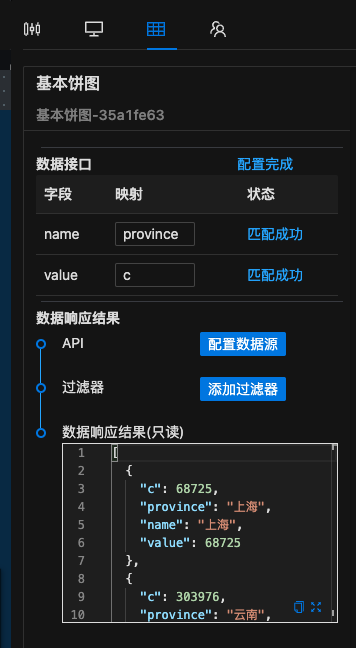 基本饼图
基本饼图-35a1fe63
数据接口 配置完成
字段 映射 状态
name province 匹配成功
value c 匹配成功
数据响应结果
API 配置数据源
过滤器 添加过滤器
数据响应结果(只读)
1 [
2 {
3 "c": 68725,
4 "province": "上海",
5 "name": "上海",
6 "value": 68725
7 },
8 {
9 "c": 303976,
10 "province": "云南",